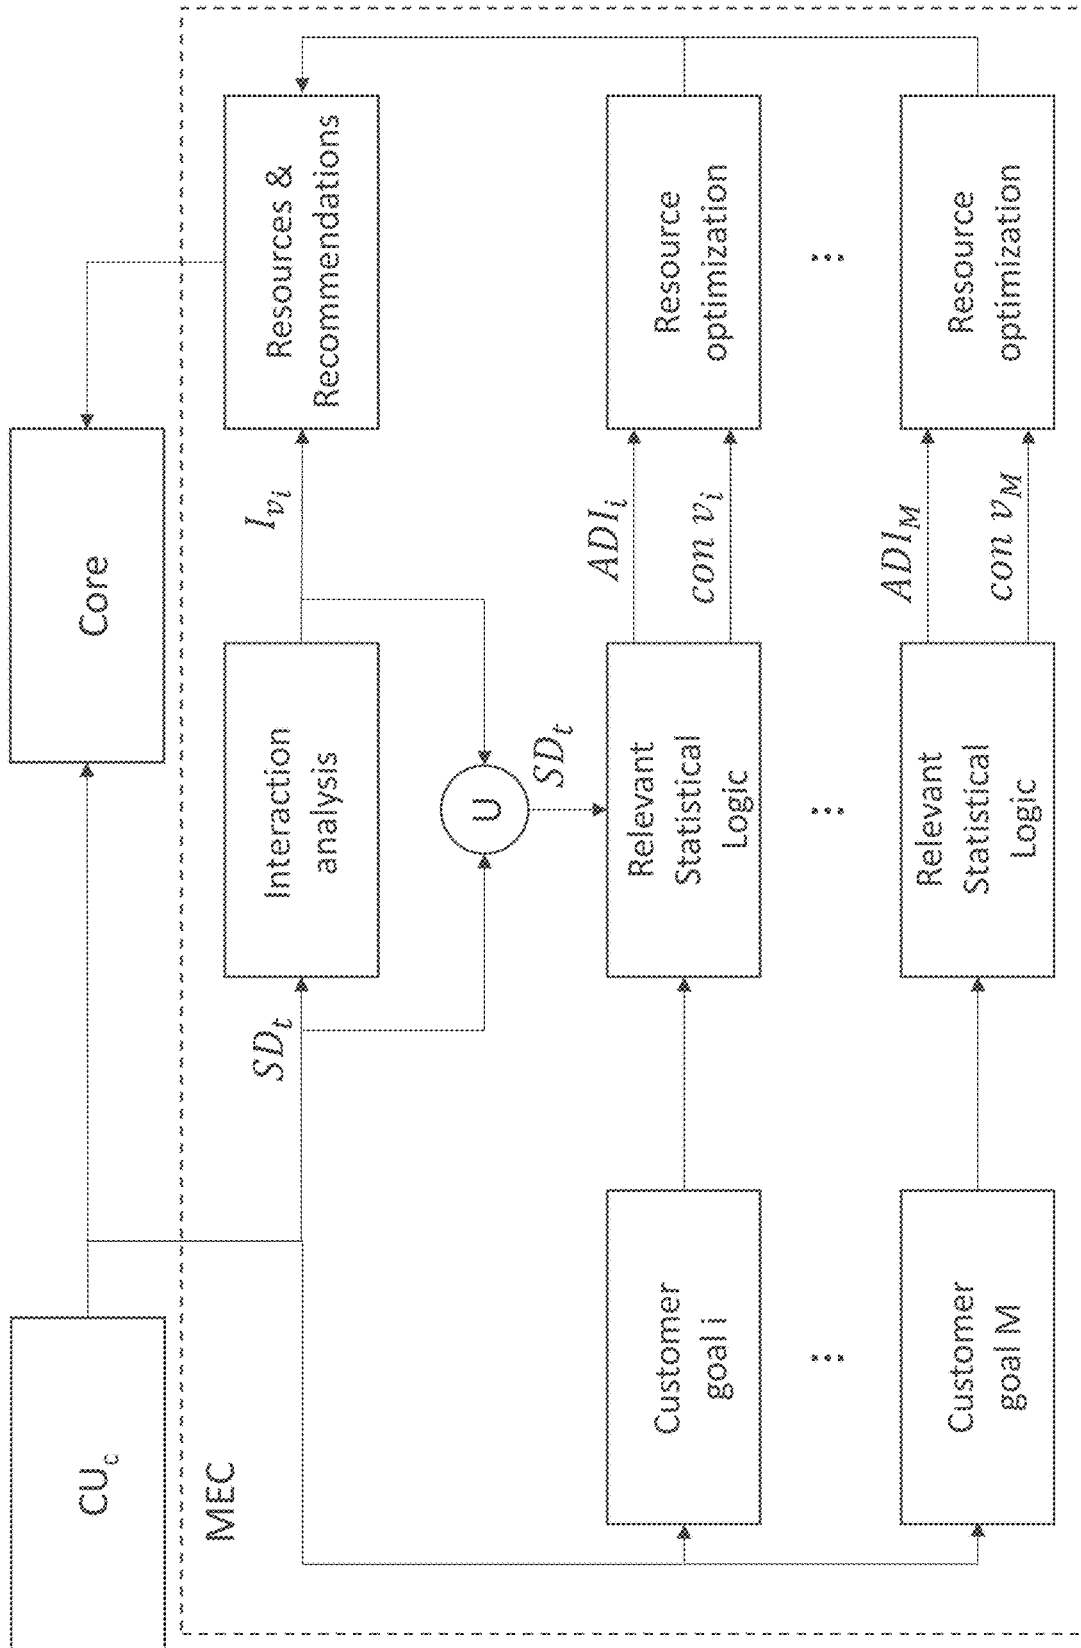 CU_c
Core
MEC
SD_t
Interaction
analysis
I_{v_i}
Resources &
Recommendations
U
SD_t
Customer
goal i
Relevant
Statistical
Logic
ADI_i
con v_i
Resource
optimization
...
...
...
Customer
goal M
Relevant
Statistical
Logic
ADI_M
con v_M
Resource
optimization